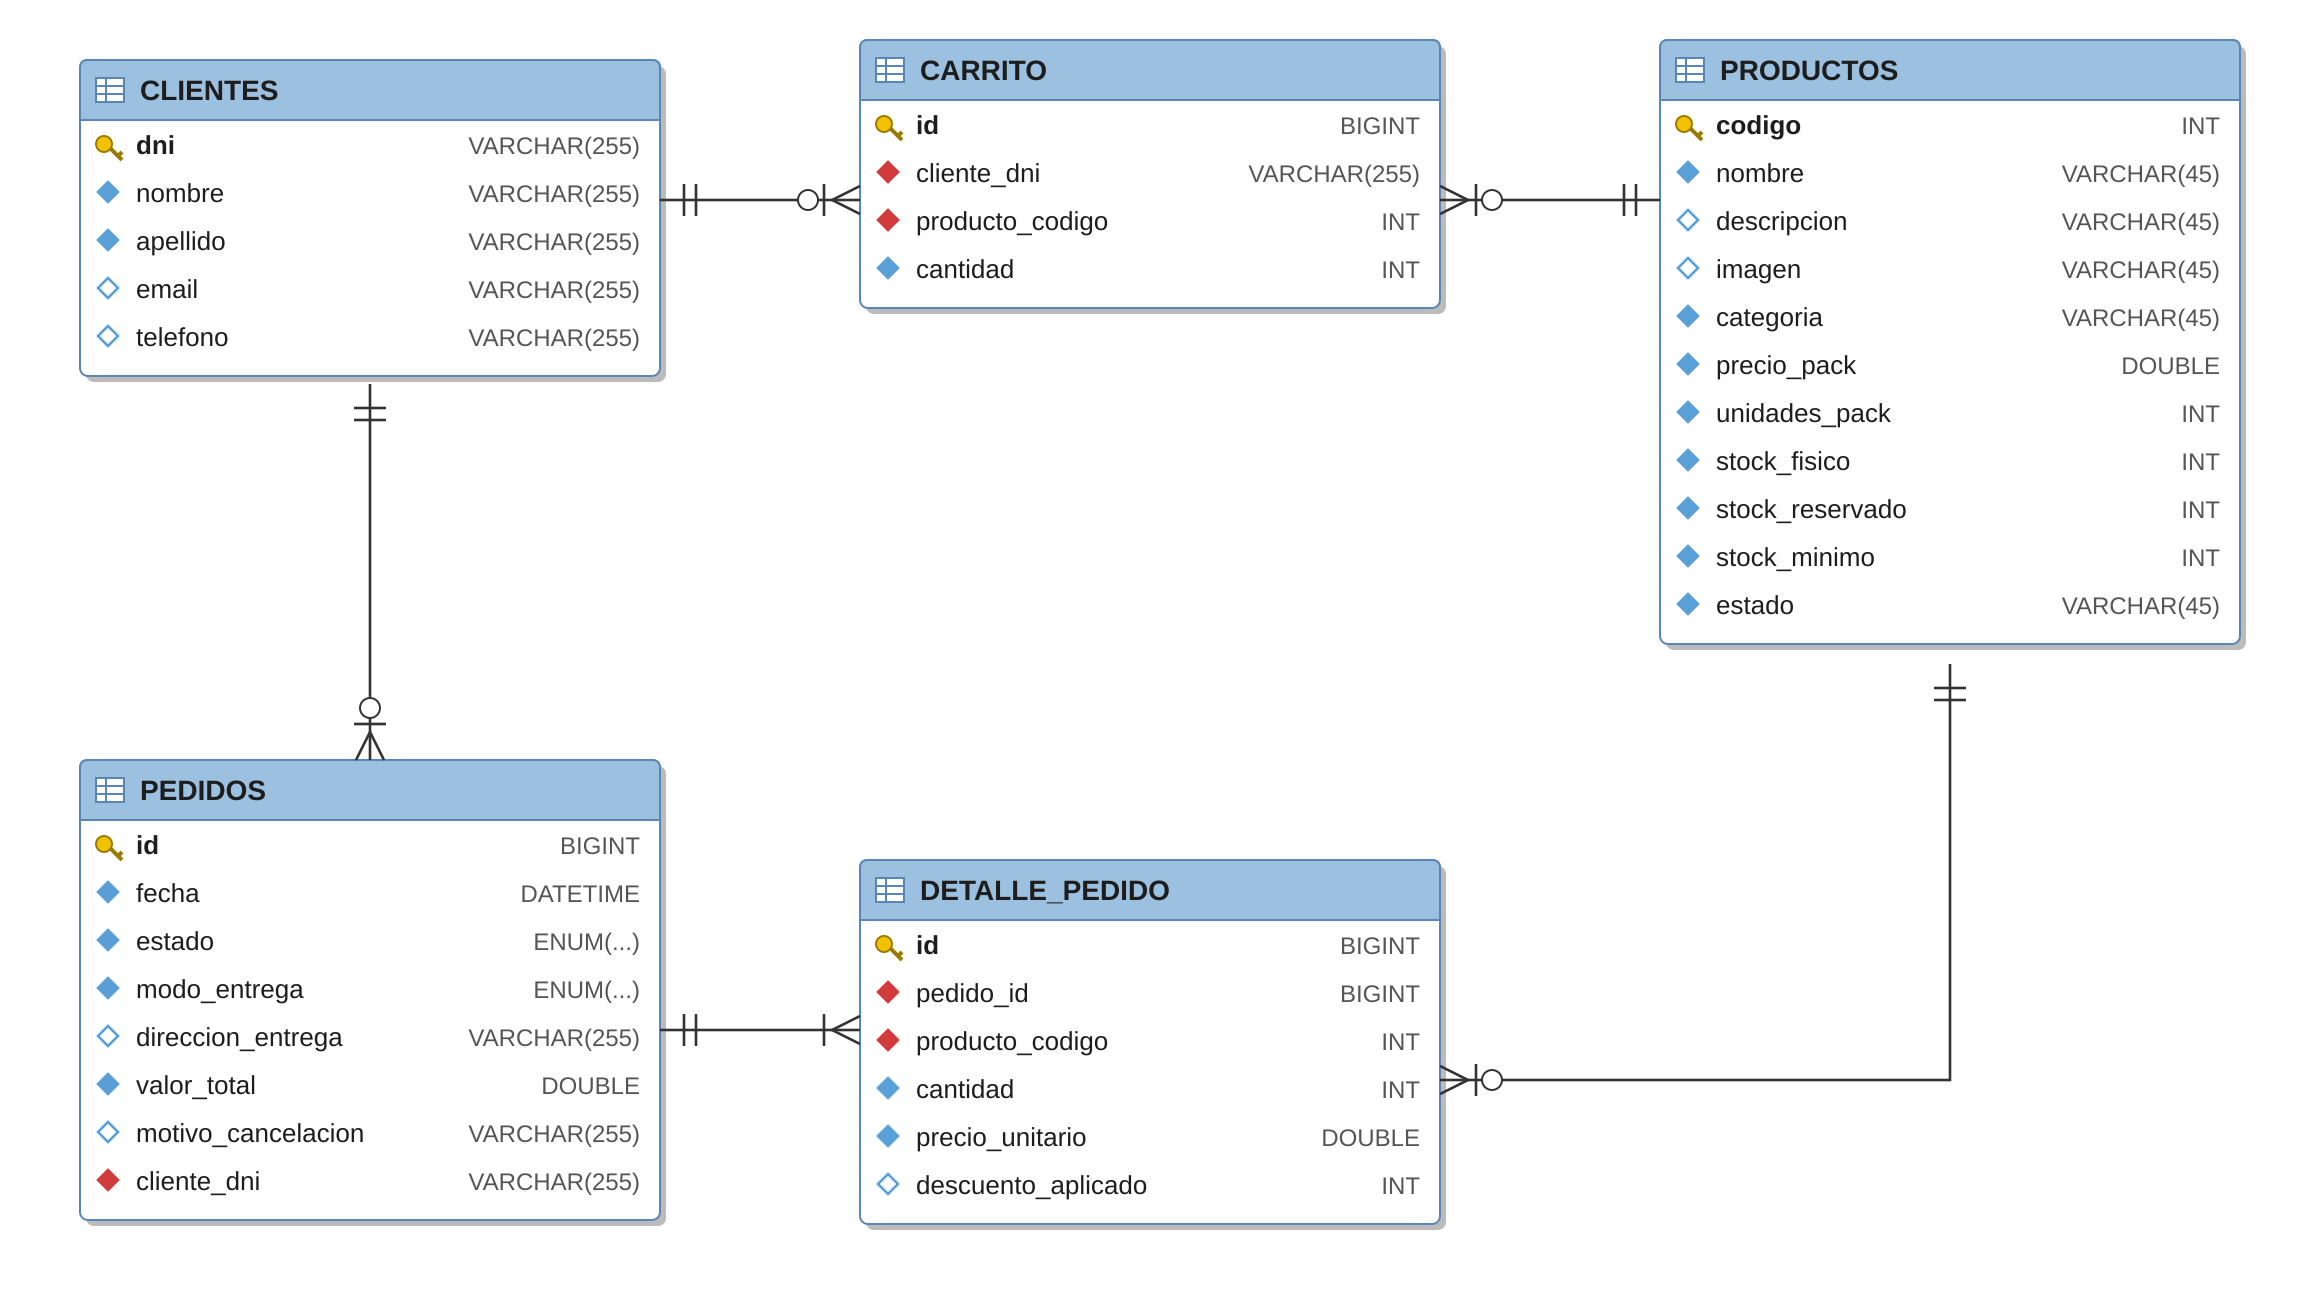 CLIENTES
dni VARCHAR(255)
nombre VARCHAR(255)
apellido VARCHAR(255)
email VARCHAR(255)
telefono VARCHAR(255)
CARRITO
id BIGINT
cliente_dni VARCHAR(255)
producto_codigo INT
cantidad INT
PRODUCTOS
codigo INT
nombre VARCHAR(45)
descripcion VARCHAR(45)
imagen VARCHAR(45)
categoria VARCHAR(45)
precio_pack DOUBLE
unidades_pack INT
stock_fisico INT
stock_reservado INT
stock_minimo INT
estado VARCHAR(45)
PEDIDOS
id BIGINT
fecha DATETIME
estado ENUM(...)
modo_entrega ENUM(...)
direccion_entrega VARCHAR(255)
valor_total DOUBLE
motivo_cancelacion VARCHAR(255)
cliente_dni VARCHAR(255)
DETALLE_PEDIDO
id BIGINT
pedido_id BIGINT
producto_codigo INT
cantidad INT
precio_unitario DOUBLE
descuento_aplicado INT